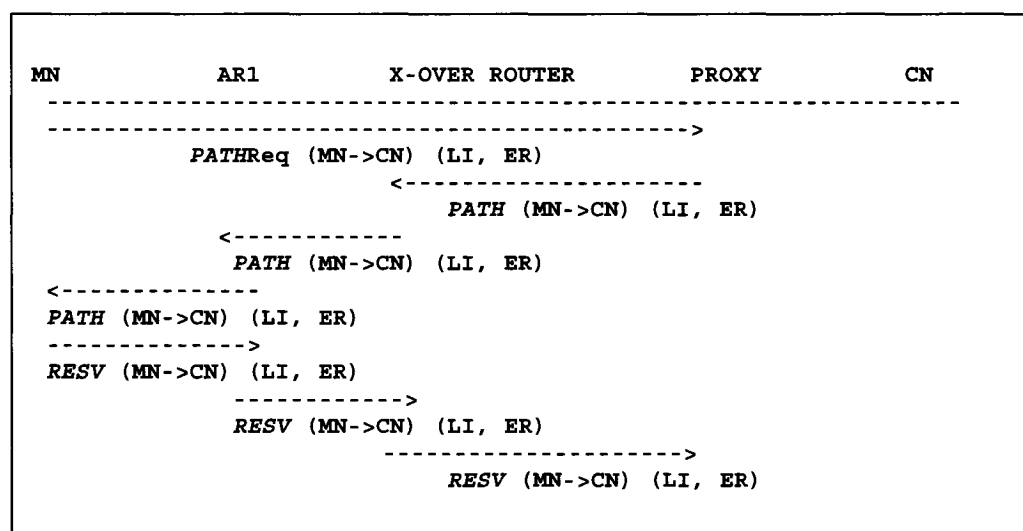 MN AR1 X-OVER ROUTER PROXY CN
----------------------------------------------------------------
--------------------------------------------->
PATHReq (MN->CN) (LI, ER)
<----------------------
PATH (MN->CN) (LI, ER)
<-------------
PATH (MN->CN) (LI, ER)
<---------------
PATH (MN->CN) (LI, ER)
-------------->
RESV (MN->CN) (LI, ER)
------------>
RESV (MN->CN) (LI, ER)
--------------------->
RESV (MN->CN) (LI, ER)